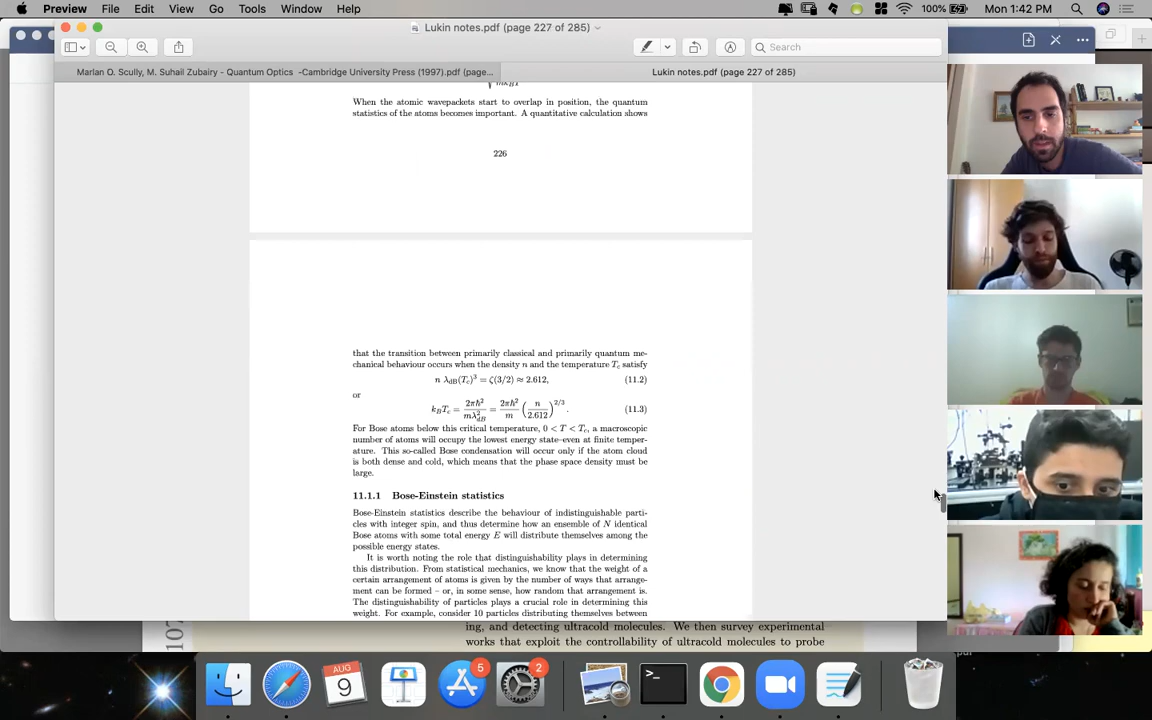 Preview File Edit View Go Tools Window Help 100% Mon 1:42 PM
Lukin notes.pdf (page 227 of 285)
Search
Marlan O. Scully, M. Suhail Zubairy - Quantum Optics -Cambridge University Press (1997).pdf (page...
Lukin notes.pdf (page 227 of 285)
When the atomic wavepackets start to overlap in position, the quantum
statistics of the atoms becomes important. A quantitative calculation shows
226
that the transition between primarily classical and primarily quantum me-
chanical behaviour occurs when the density n and the temperature T_c satisfy
n λ_dB(T_c)³ = ζ(3/2) ≈ 2.612, (11.2)
or
k_B T_c = 2πℏ²/mλ²_dB = 2πℏ²/m (n/2.612)^2/3. (11.3)
For Bose atoms below this critical temperature, 0 < T < T_c, a macroscopic
number of atoms will occupy the lowest energy state–even at finite temper-
ature. This so-called Bose condensation will occur only if the atom cloud
is both dense and cold, which means that the phase space density must be
large.
11.1.1 Bose-Einstein statistics
Bose-Einstein statistics describe the behaviour of indistinguishable parti-
cles with integer spin, and thus determine how an ensemble of N identical
Bose atoms with some total energy E will distribute themselves among the
possible energy states.
It is worth noting the role that distinguishability plays in determining
this distribution. From statistical mechanics, we know that the weight of a
certain arrangement of atoms is given by the number of ways that arrange-
ment can be formed – or, in some sense, how random that arrangement is.
The distinguishability of particles plays a crucial role in determining this
weight. For example, consider 10 particles distributing themselves between
107
ing, and detecting ultracold molecules. We then survey experimental
works that exploit the controllability of ultracold molecules to probe
AUG
9
5
2